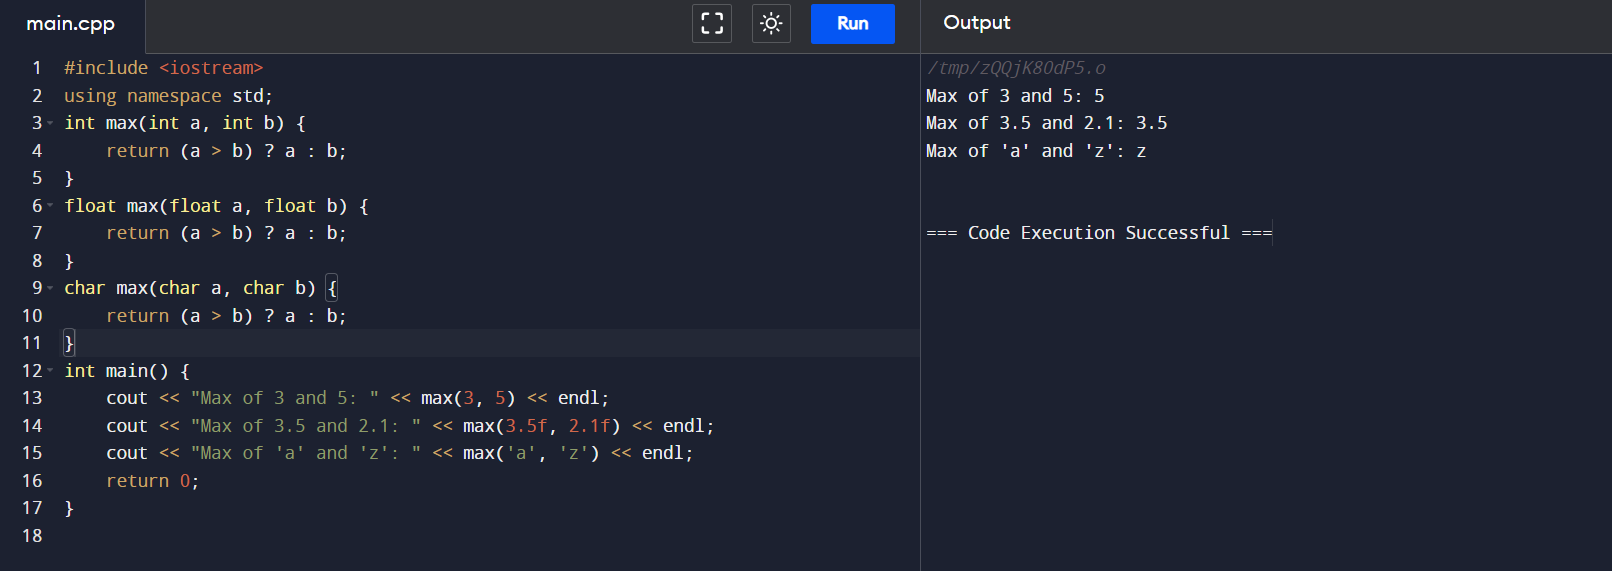 main.cpp
Run
1 #include <iostream>
2 using namespace std;
3 int max(int a, int b) {
4     return (a > b) ? a : b;
5 }
6 float max(float a, float b) {
7     return (a > b) ? a : b;
8 }
9 char max(char a, char b) {
10     return (a > b) ? a : b;
11 }
12 int main() {
13     cout << "Max of 3 and 5: " << max(3, 5) << endl;
14     cout << "Max of 3.5 and 2.1: " << max(3.5f, 2.1f) << endl;
15     cout << "Max of 'a' and 'z': " << max('a', 'z') << endl;
16     return 0;
17 }
18
Output
/tmp/zQQjK8OdP5.o
Max of 3 and 5: 5
Max of 3.5 and 2.1: 3.5
Max of 'a' and 'z': z
=== Code Execution Successful ===